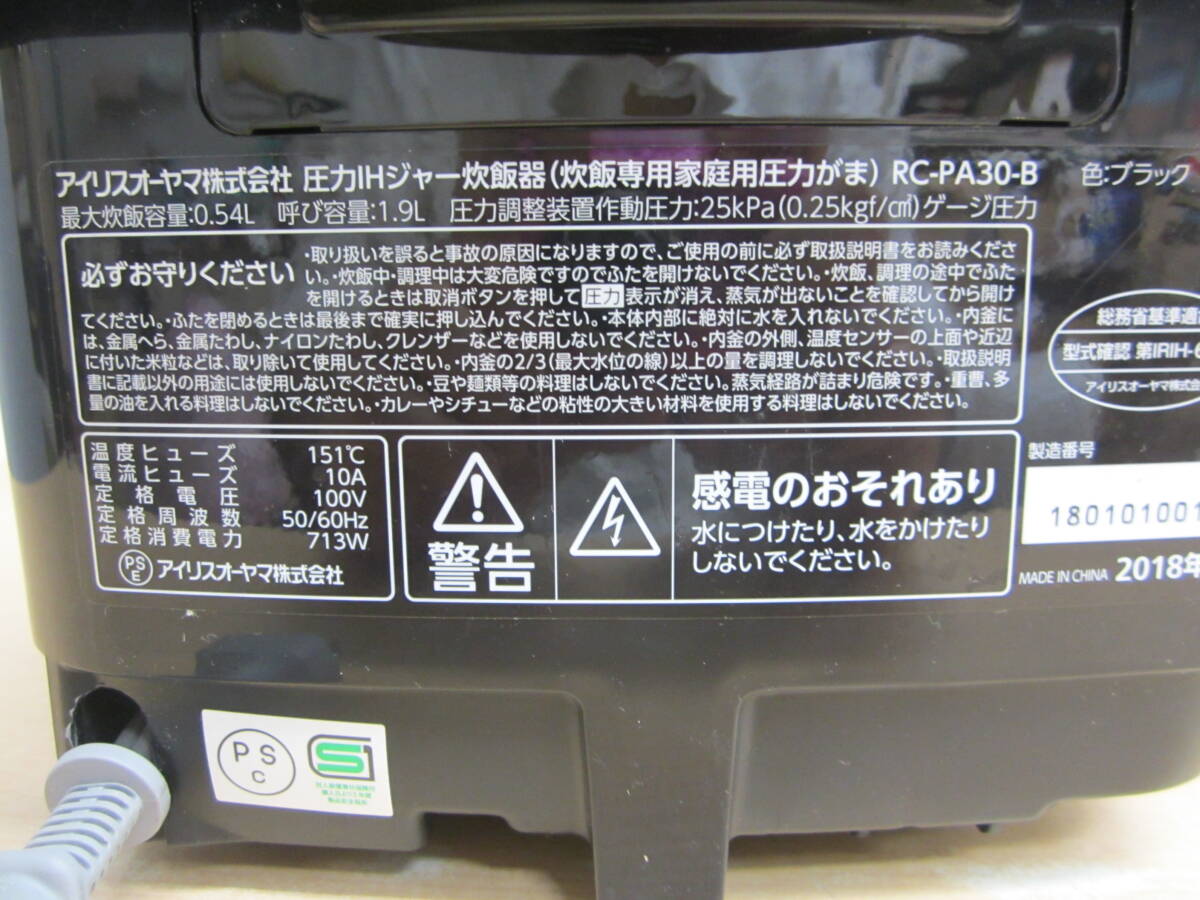 アイリスオーヤマ株式会社 圧力IHジャー炊飯器(炊飯専用家庭用圧力がま) RC-PA30-B 色:ブラック
最大炊飯容量:0.54L 呼び容量:1.9L 圧力調整装置作動圧力:25kPa(0.25kgf/c㎡)ゲージ圧力
必ずお守りください
・取り扱いを誤ると事故の原因になりますので、ご使用の前に必ず取扱説明書をお読みくださ
い。・炊飯中・調理中は大変危険ですのでふたを開けないでください。・炊飯、調理の途中でふた
を開けるときは取消ボタンを押して圧力表示が消え、蒸気が出ないことを確認してから開け
てください。・ふたを閉めるときは最後まで確実に押し込んでください。・本体内部に絶対に水を入れないでください。・内釜に
は、金属へら、金属たわし、ナイロンたわし、クレンザーなどを使用しないでください。・内釜の外側、温度センサーの上面や近辺
に付いた米粒などは、取り除いて使用してください。・内釜の2/3(最大水位の線)以上の量を調理しないでください。・取扱説明
書に記載以外の用途には使用しないでください。・豆や麺類等の料理はしないでください。蒸気経路が詰まり危険です。・重曹、多
量の油を入れる料理はしないでください。・カレーやシチューなどの粘性の大きい材料を使用する料理はしないでください。
総務省基準適
型式確認 第IRIH-
アイリスオーヤマ株式
温度ヒューズ 151℃
電流ヒューズ 10A
定格電圧 100V
定格周波数 50/60Hz
定格消費電力 713W
PS
E
アイリスオーヤマ株式会社
警告
感電のおそれあり
水につけたり、水をかけたり
しないでください。
製造番号
180101001
MADE IN CHINA 2018年
PS
C